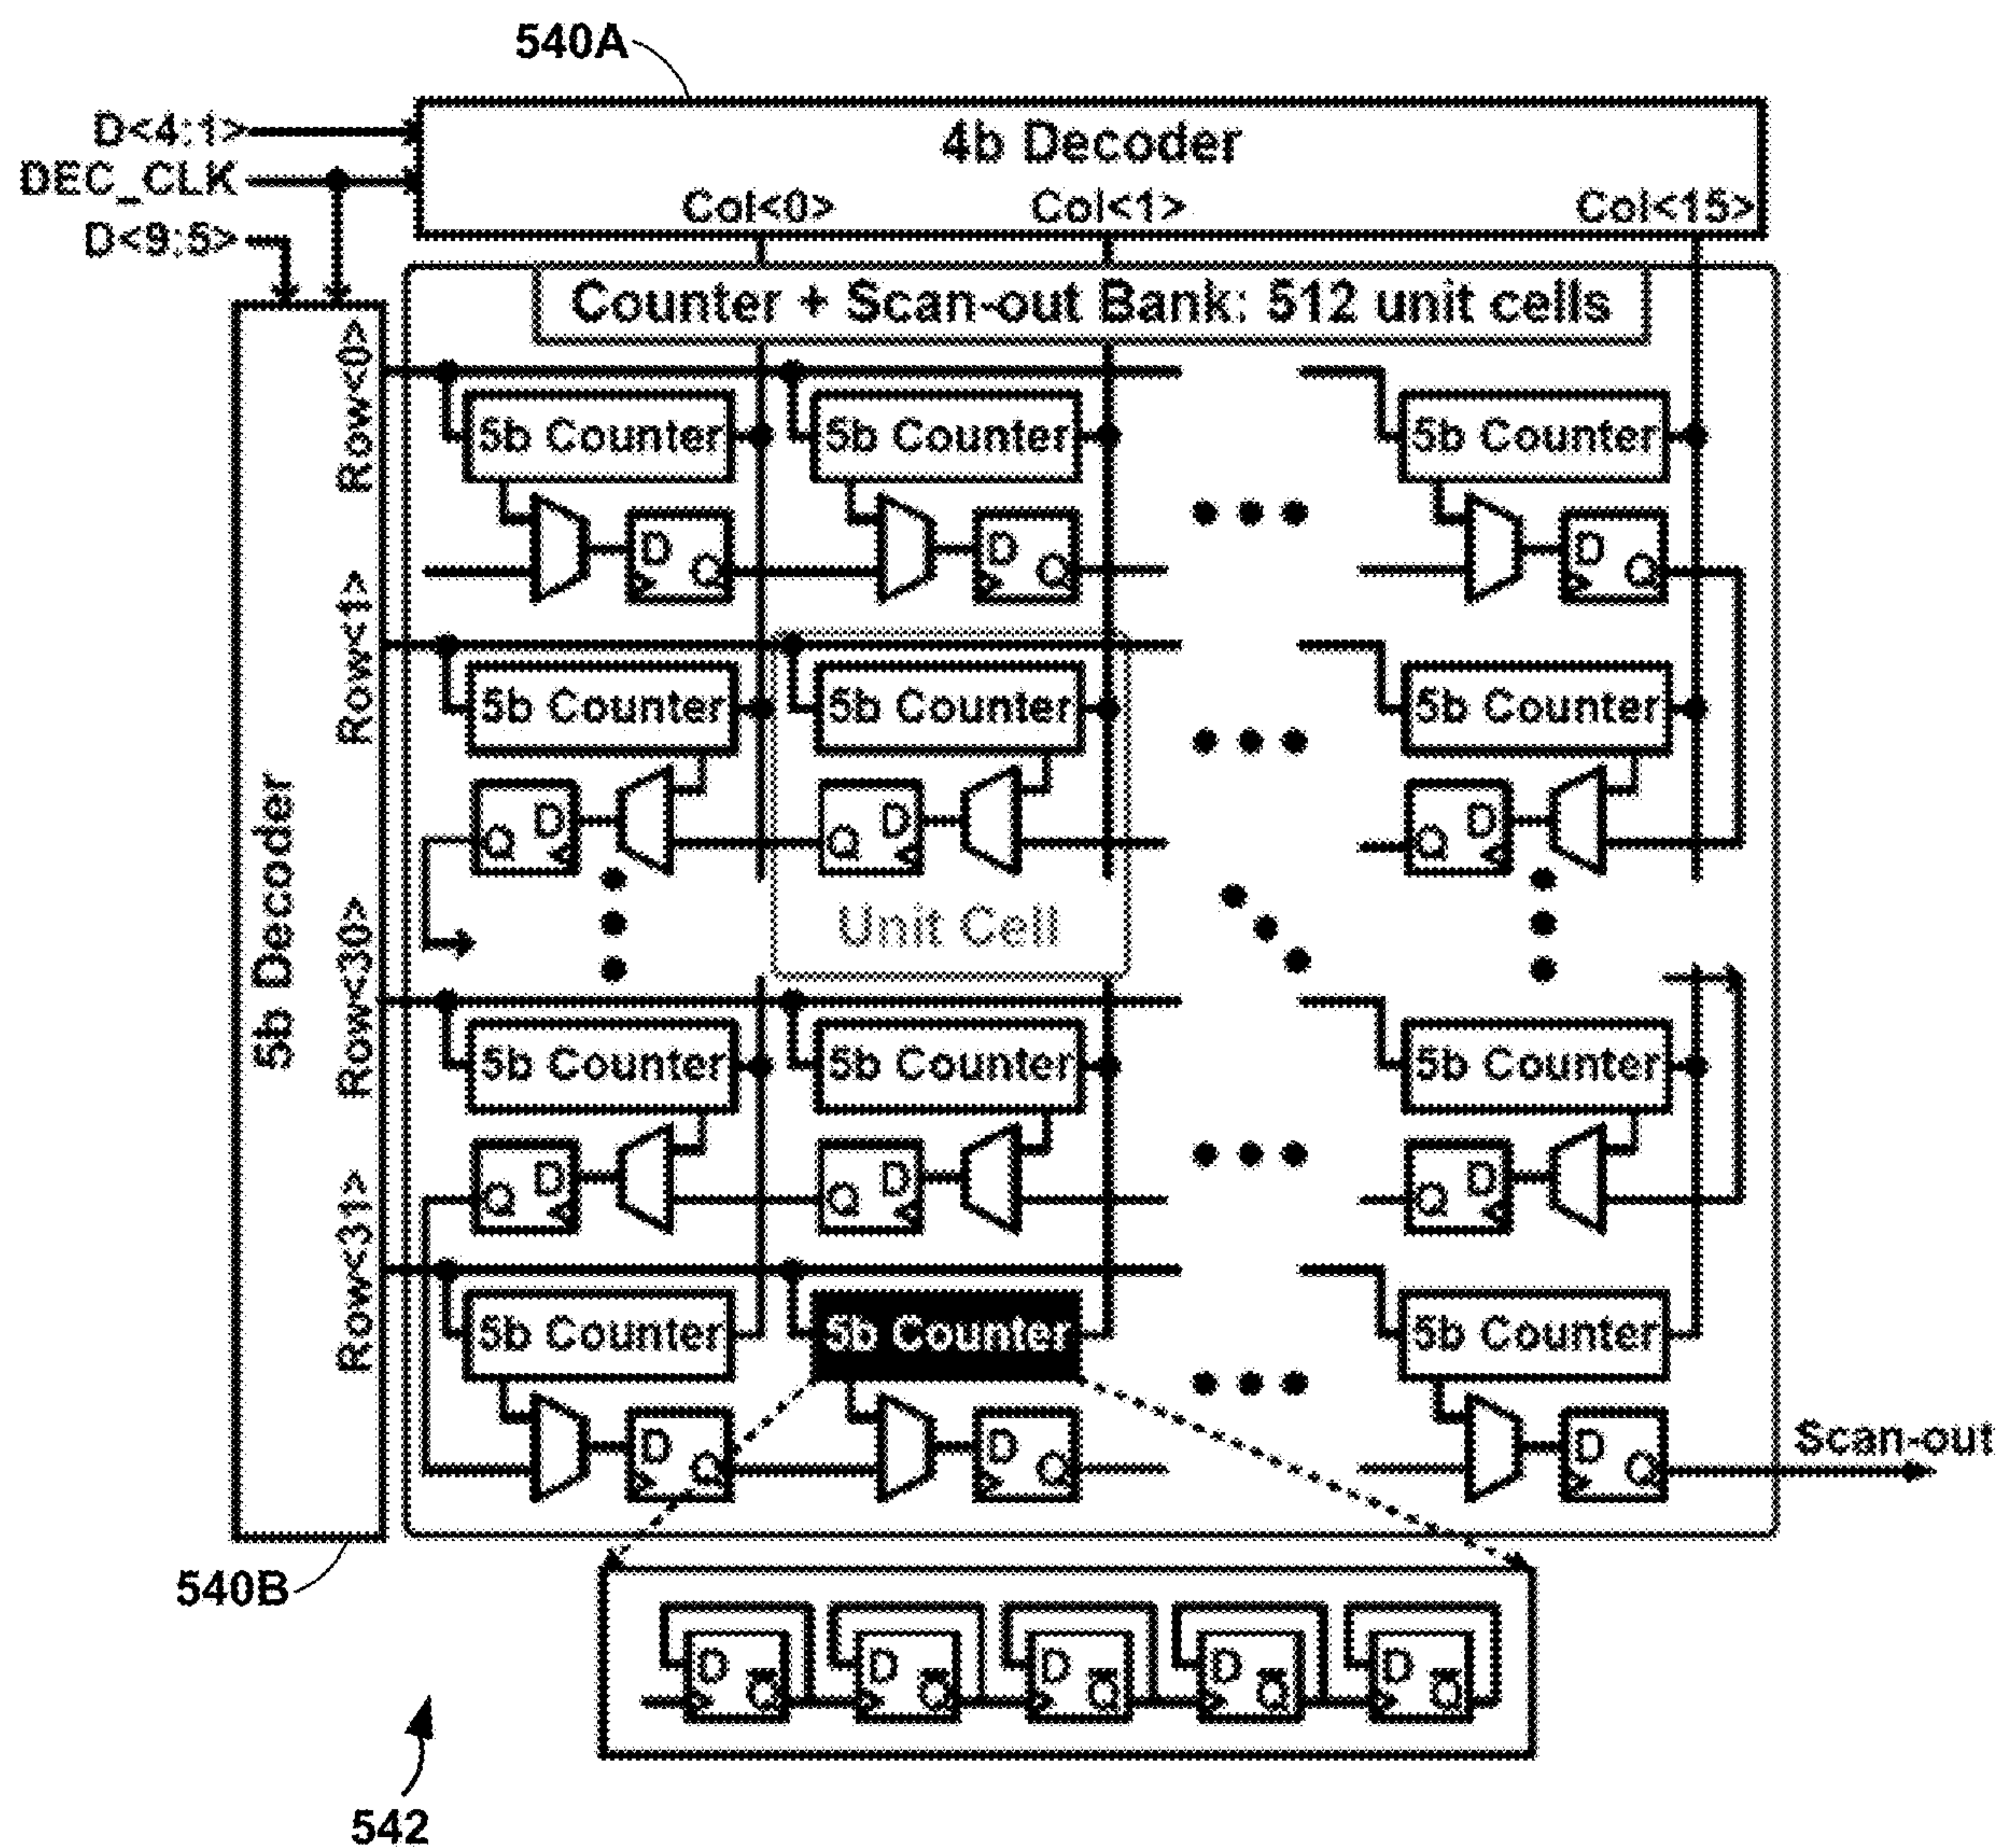 540A
D<4:1>
DEC_CLK
D<9:5>
4b Decoder
Col<0> Col<1> Col<15>
Counter + Scan-out Bank: 512 unit cells
5b Decoder
Row<0>
5b Counter 5b Counter 5b Counter
D Q D Q D Q
Row<1>
5b Counter 5b Counter 5b Counter
Q D Q D Q D
Unit Cell
Row<30>
5b Counter 5b Counter 5b Counter
Q D Q D Q D
Row<31>
5b Counter 5b Counter 5b Counter
D Q D Q D Q
Scan-out
540B
D Q̅ D Q̅ D Q̅ D Q̅ D Q̅
542